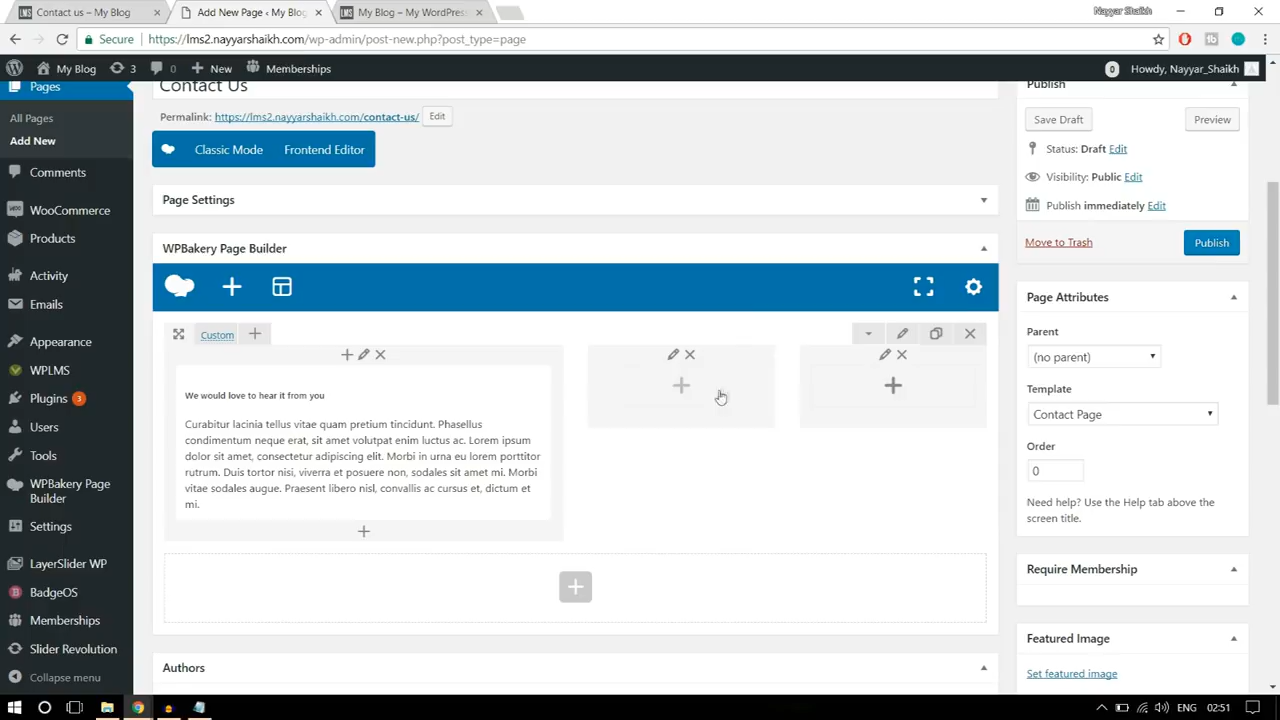 Contact us – My Blog
Add New Page ‹ My Blog
My Blog – My WordPress
Nayyar Shaikh
Secure
https://lms2.nayyarshaikh.com/wp-admin/post-new.php?post_type=page
My Blog
3
0
New
Memberships
0
Howdy, Nayyar_Shaikh
Pages
All Pages
Add New
Comments
WooCommerce
Products
Activity
Emails
Appearance
WPLMS
Plugins 3
Users
Tools
WPBakery Page
Builder
Settings
LayerSlider WP
BadgeOS
Memberships
Slider Revolution
Collapse menu
Contact Us
Permalink: https://lms2.nayyarshaikh.com/contact-us/
Edit
Classic Mode
Frontend Editor
Page Settings
WPBakery Page Builder
Custom
We would love to hear it from you
Curabitur lacinia tellus vitae quam pretium tincidunt. Phasellus
condimentum neque erat, sit amet volutpat enim luctus ac. Lorem ipsum
dolor sit amet, consectetur adipiscing elit. Morbi in urna eu lorem porttitor
rutrum. Duis tortor nisi, viverra et posuere non, sodales sit amet mi. Morbi
vitae sodales augue. Praesent libero nisl, convallis ac cursus et, dictum et
mi.
Authors
Publish
Save Draft
Preview
Status: Draft Edit
Visibility: Public Edit
Publish immediately Edit
Move to Trash
Publish
Page Attributes
Parent
(no parent)
Template
Contact Page
Order
0
Need help? Use the Help tab above the
screen title.
Require Membership
Featured Image
Set featured image
ENG
02:51